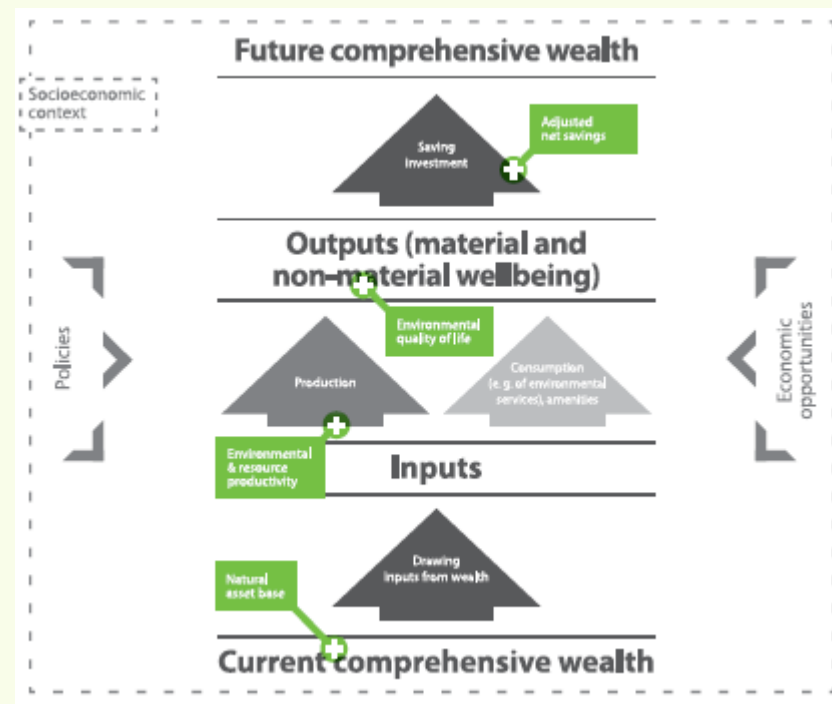 Future comprehensive wealth
Socioeconomic
context
Adjusted
net savings
Saving
investment
Outputs (material and
non-material wellbeing)
Policies
Economic
opportunities
Environmental
quality of life
Production
Consumption
(e. g. of environmental
services), amenities
Environmental
& resource
productivity
Inputs
Drawing
inputs from wealth
Natural
asset base
Current comprehensive wealth